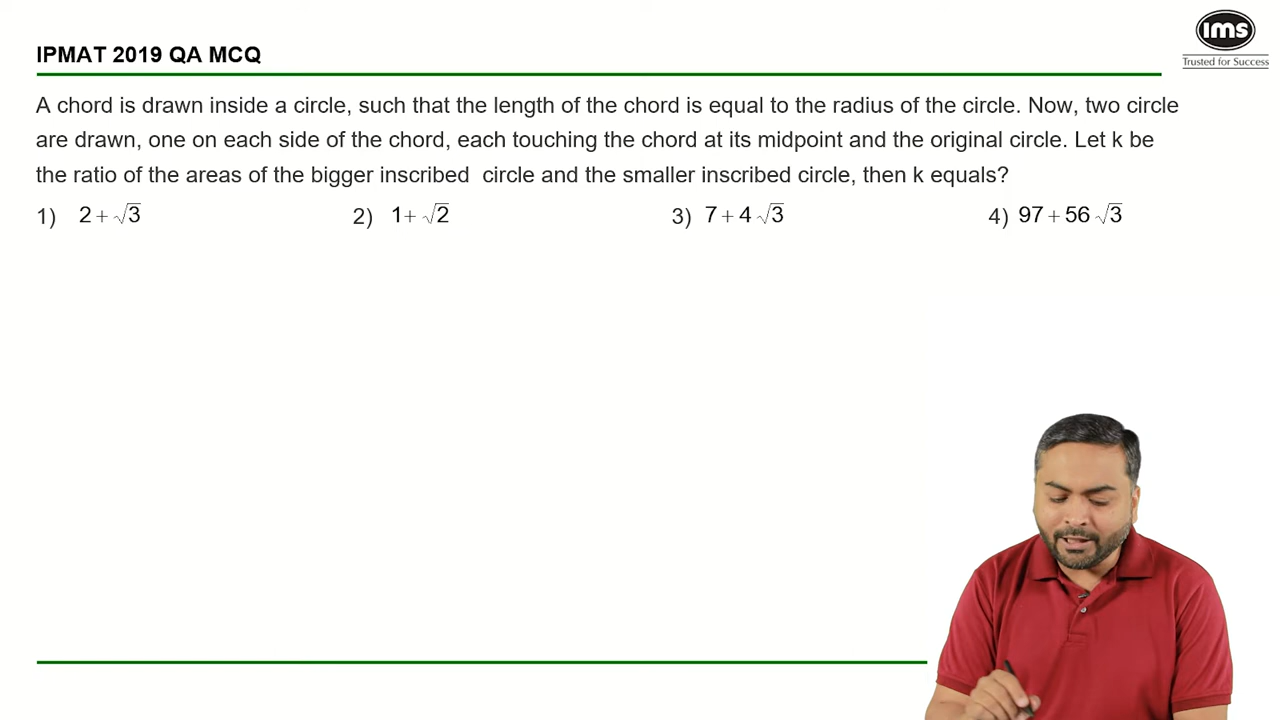 IPMAT 2019 QA MCQ
ims
Trusted for Success
A chord is drawn inside a circle, such that the length of the chord is equal to the radius of the circle. Now, two circle
are drawn, one on each side of the chord, each touching the chord at its midpoint and the original circle. Let k be
the ratio of the areas of the bigger inscribed circle and the smaller inscribed circle, then k equals?
1) 2 + √3 2) 1+ √2 3) 7 + 4 √3 4) 97 + 56 √3